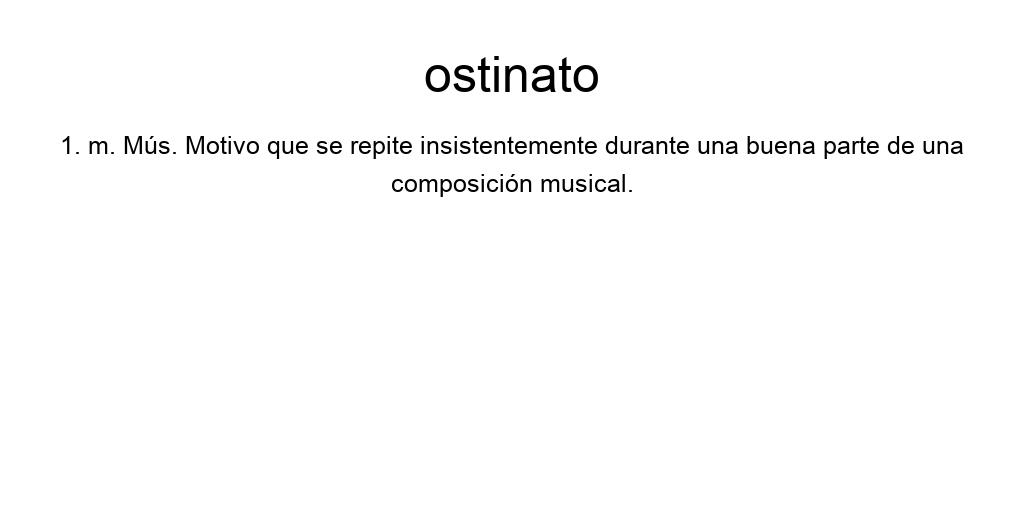 ostinato
1. m. Mús. Motivo que se repite insistentemente durante una buena parte de una
composición musical.